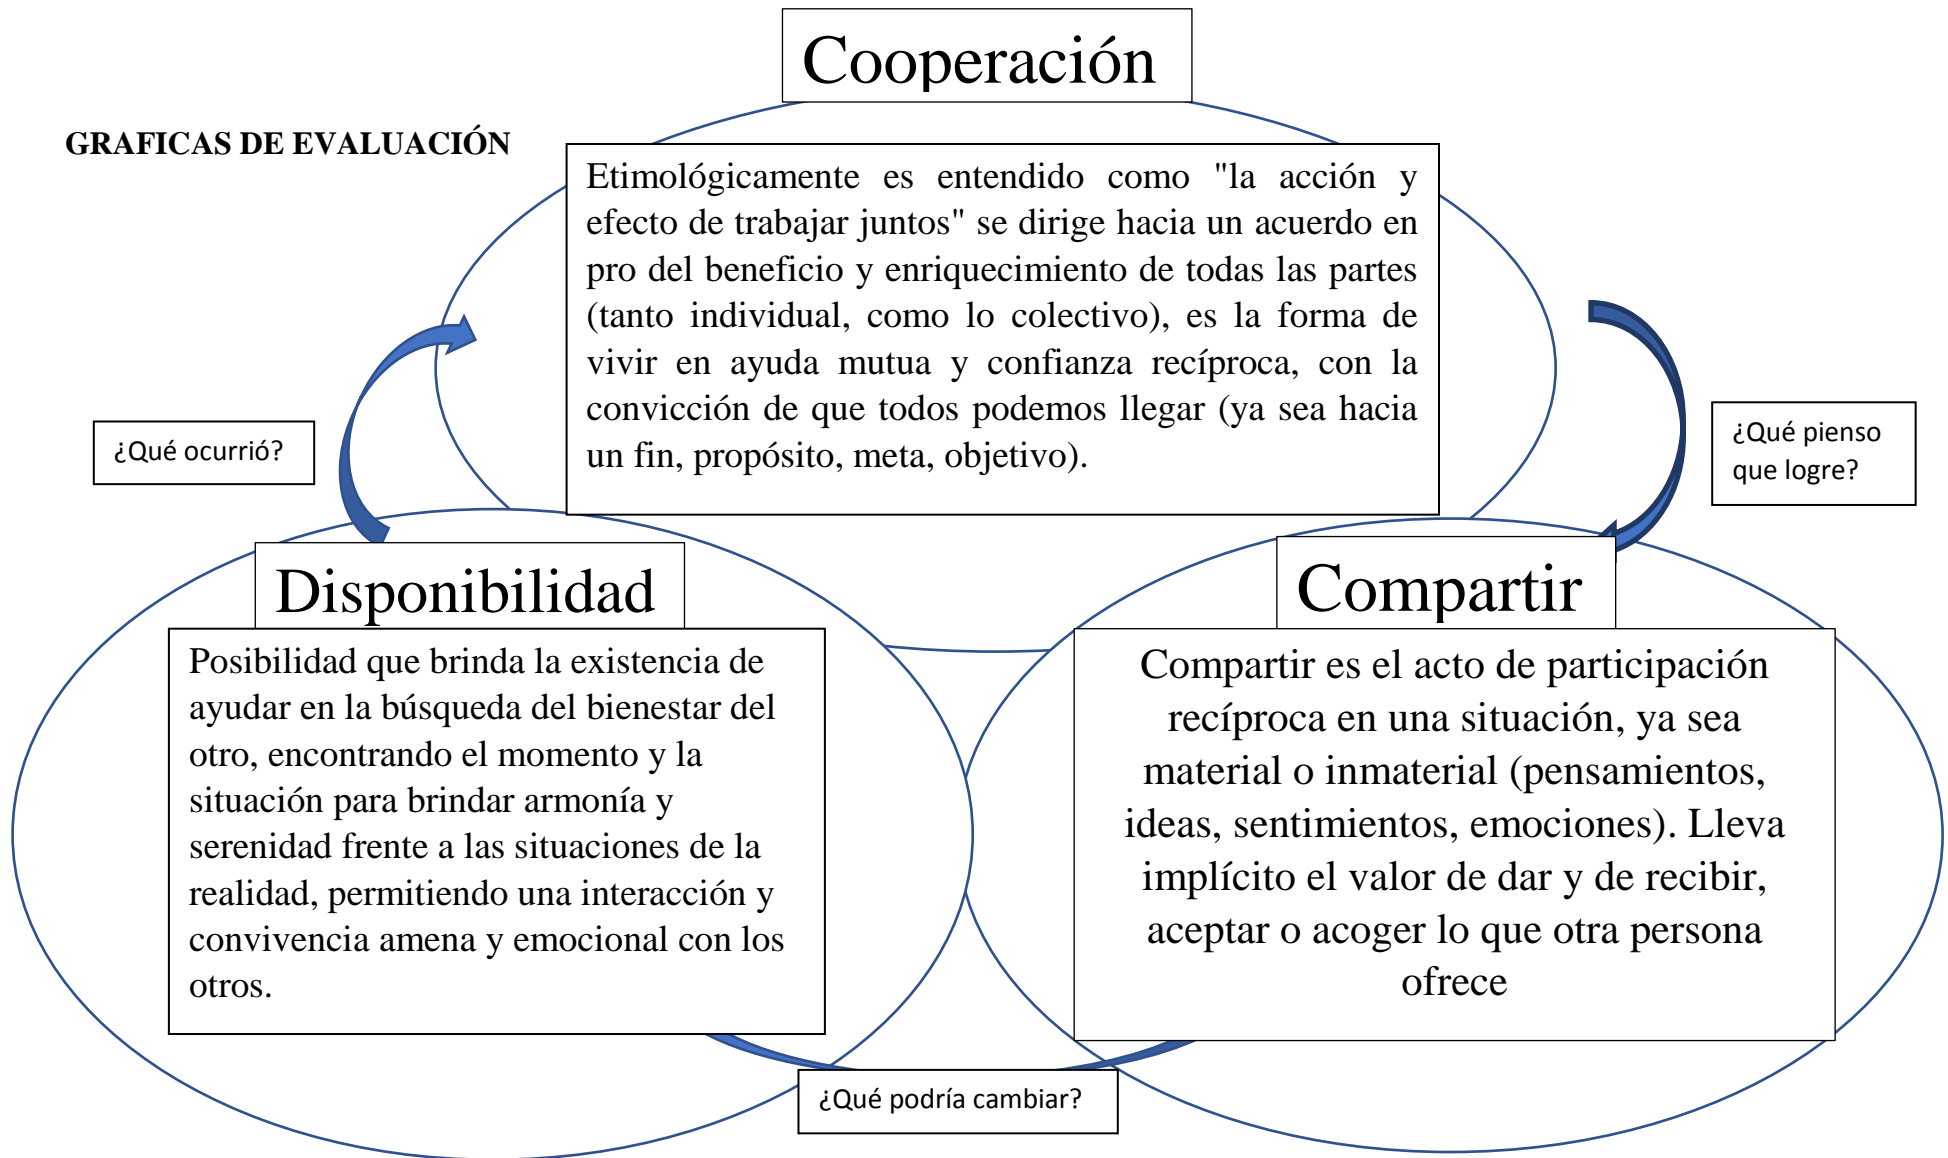 Cooperación
GRAFICAS DE EVALUACIÓN
Etimológicamente es entendido como "la acción y
efecto de trabajar juntos" se dirige hacia un acuerdo en
pro del beneficio y enriquecimiento de todas las partes
(tanto individual, como lo colectivo), es la forma de
vivir en ayuda mutua y confianza recíproca, con la
convicción de que todos podemos llegar (ya sea hacia
un fin, propósito, meta, objetivo).
¿Qué ocurrió?
¿Qué pienso
que logre?
Disponibilidad
Posibilidad que brinda la existencia de
ayudar en la búsqueda del bienestar del
otro, encontrando el momento y la
situación para brindar armonía y
serenidad frente a las situaciones de la
realidad, permitiendo una interacción y
convivencia amena y emocional con los
otros.
Compartir
Compartir es el acto de participación
recíproca en una situación, ya sea
material o inmaterial (pensamientos,
ideas, sentimientos, emociones). Lleva
implícito el valor de dar y de recibir,
aceptar o acoger lo que otra persona
ofrece
¿Qué podría cambiar?